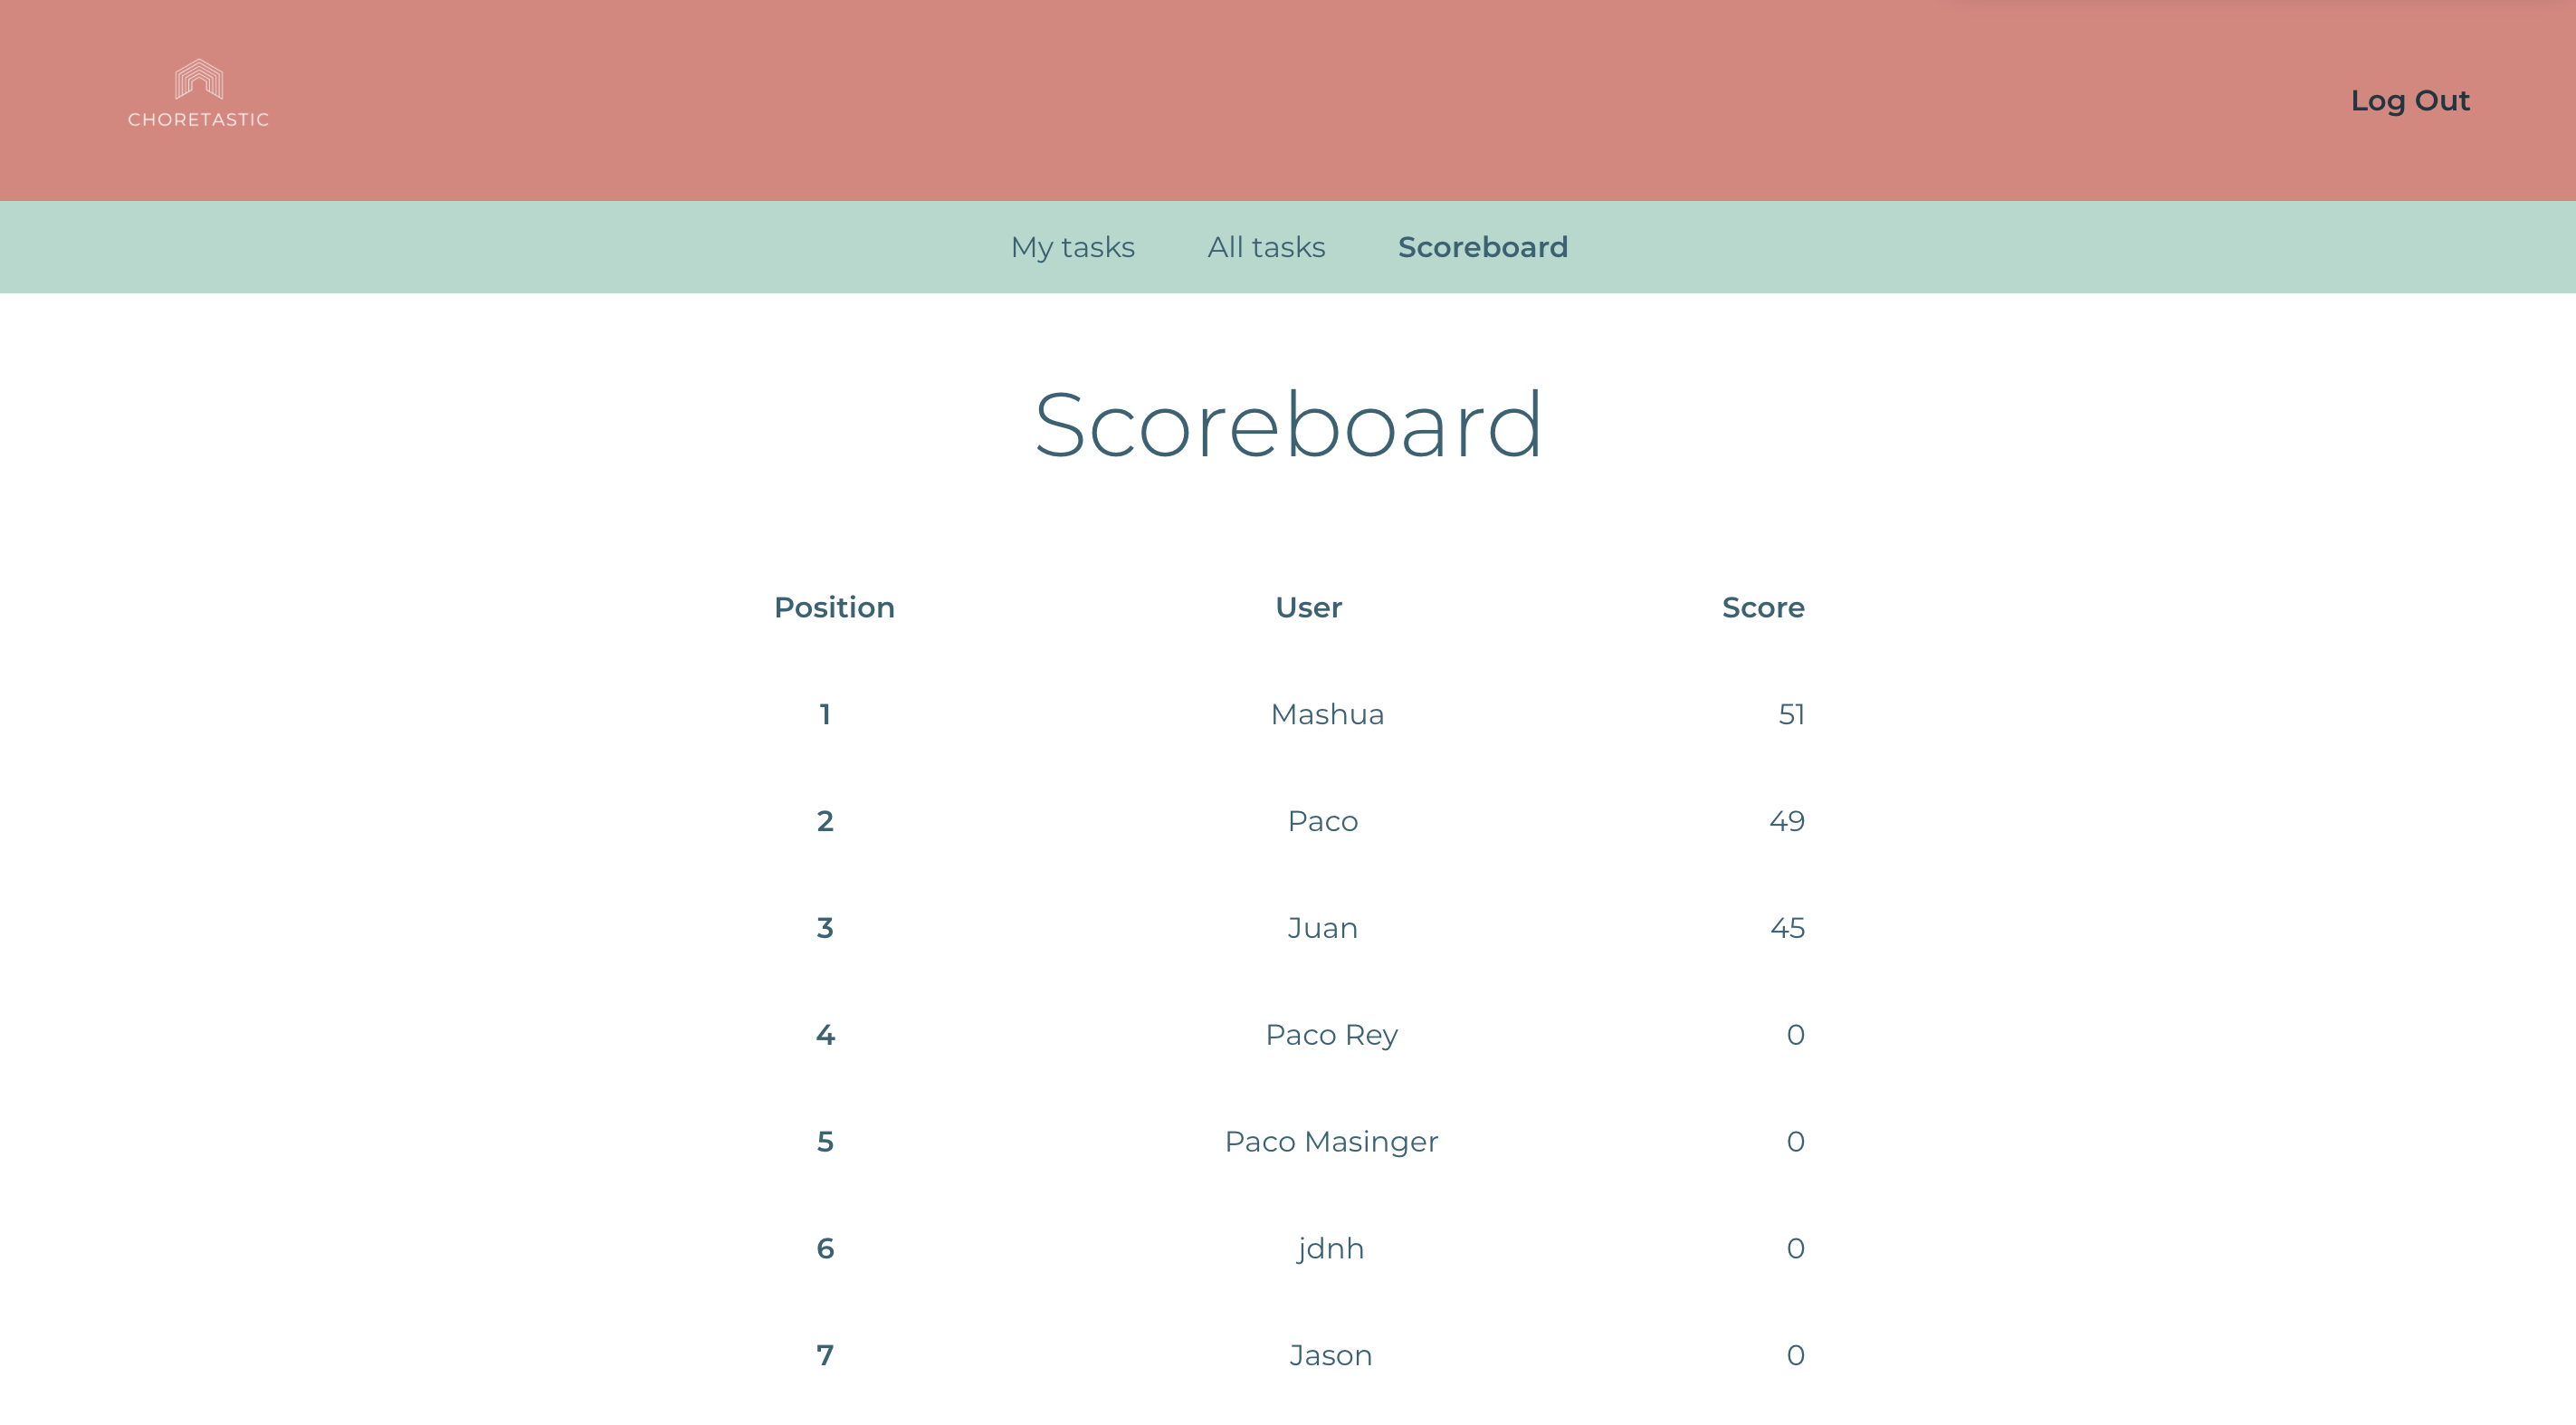 CHORETASTIC
Log Out
My tasks All tasks Scoreboard
Scoreboard
Position User Score
1 Mashua 51
2 Paco 49
3 Juan 45
4 Paco Rey 0
5 Paco Masinger 0
6 jdnh 0
7 Jason 0